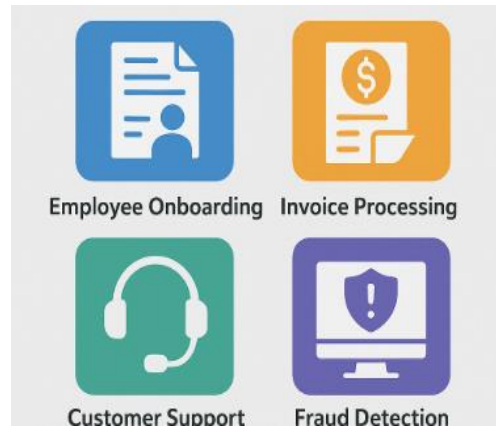 Employee Onboarding
Invoice Processing
$
Customer Support
Fraud Detection
!